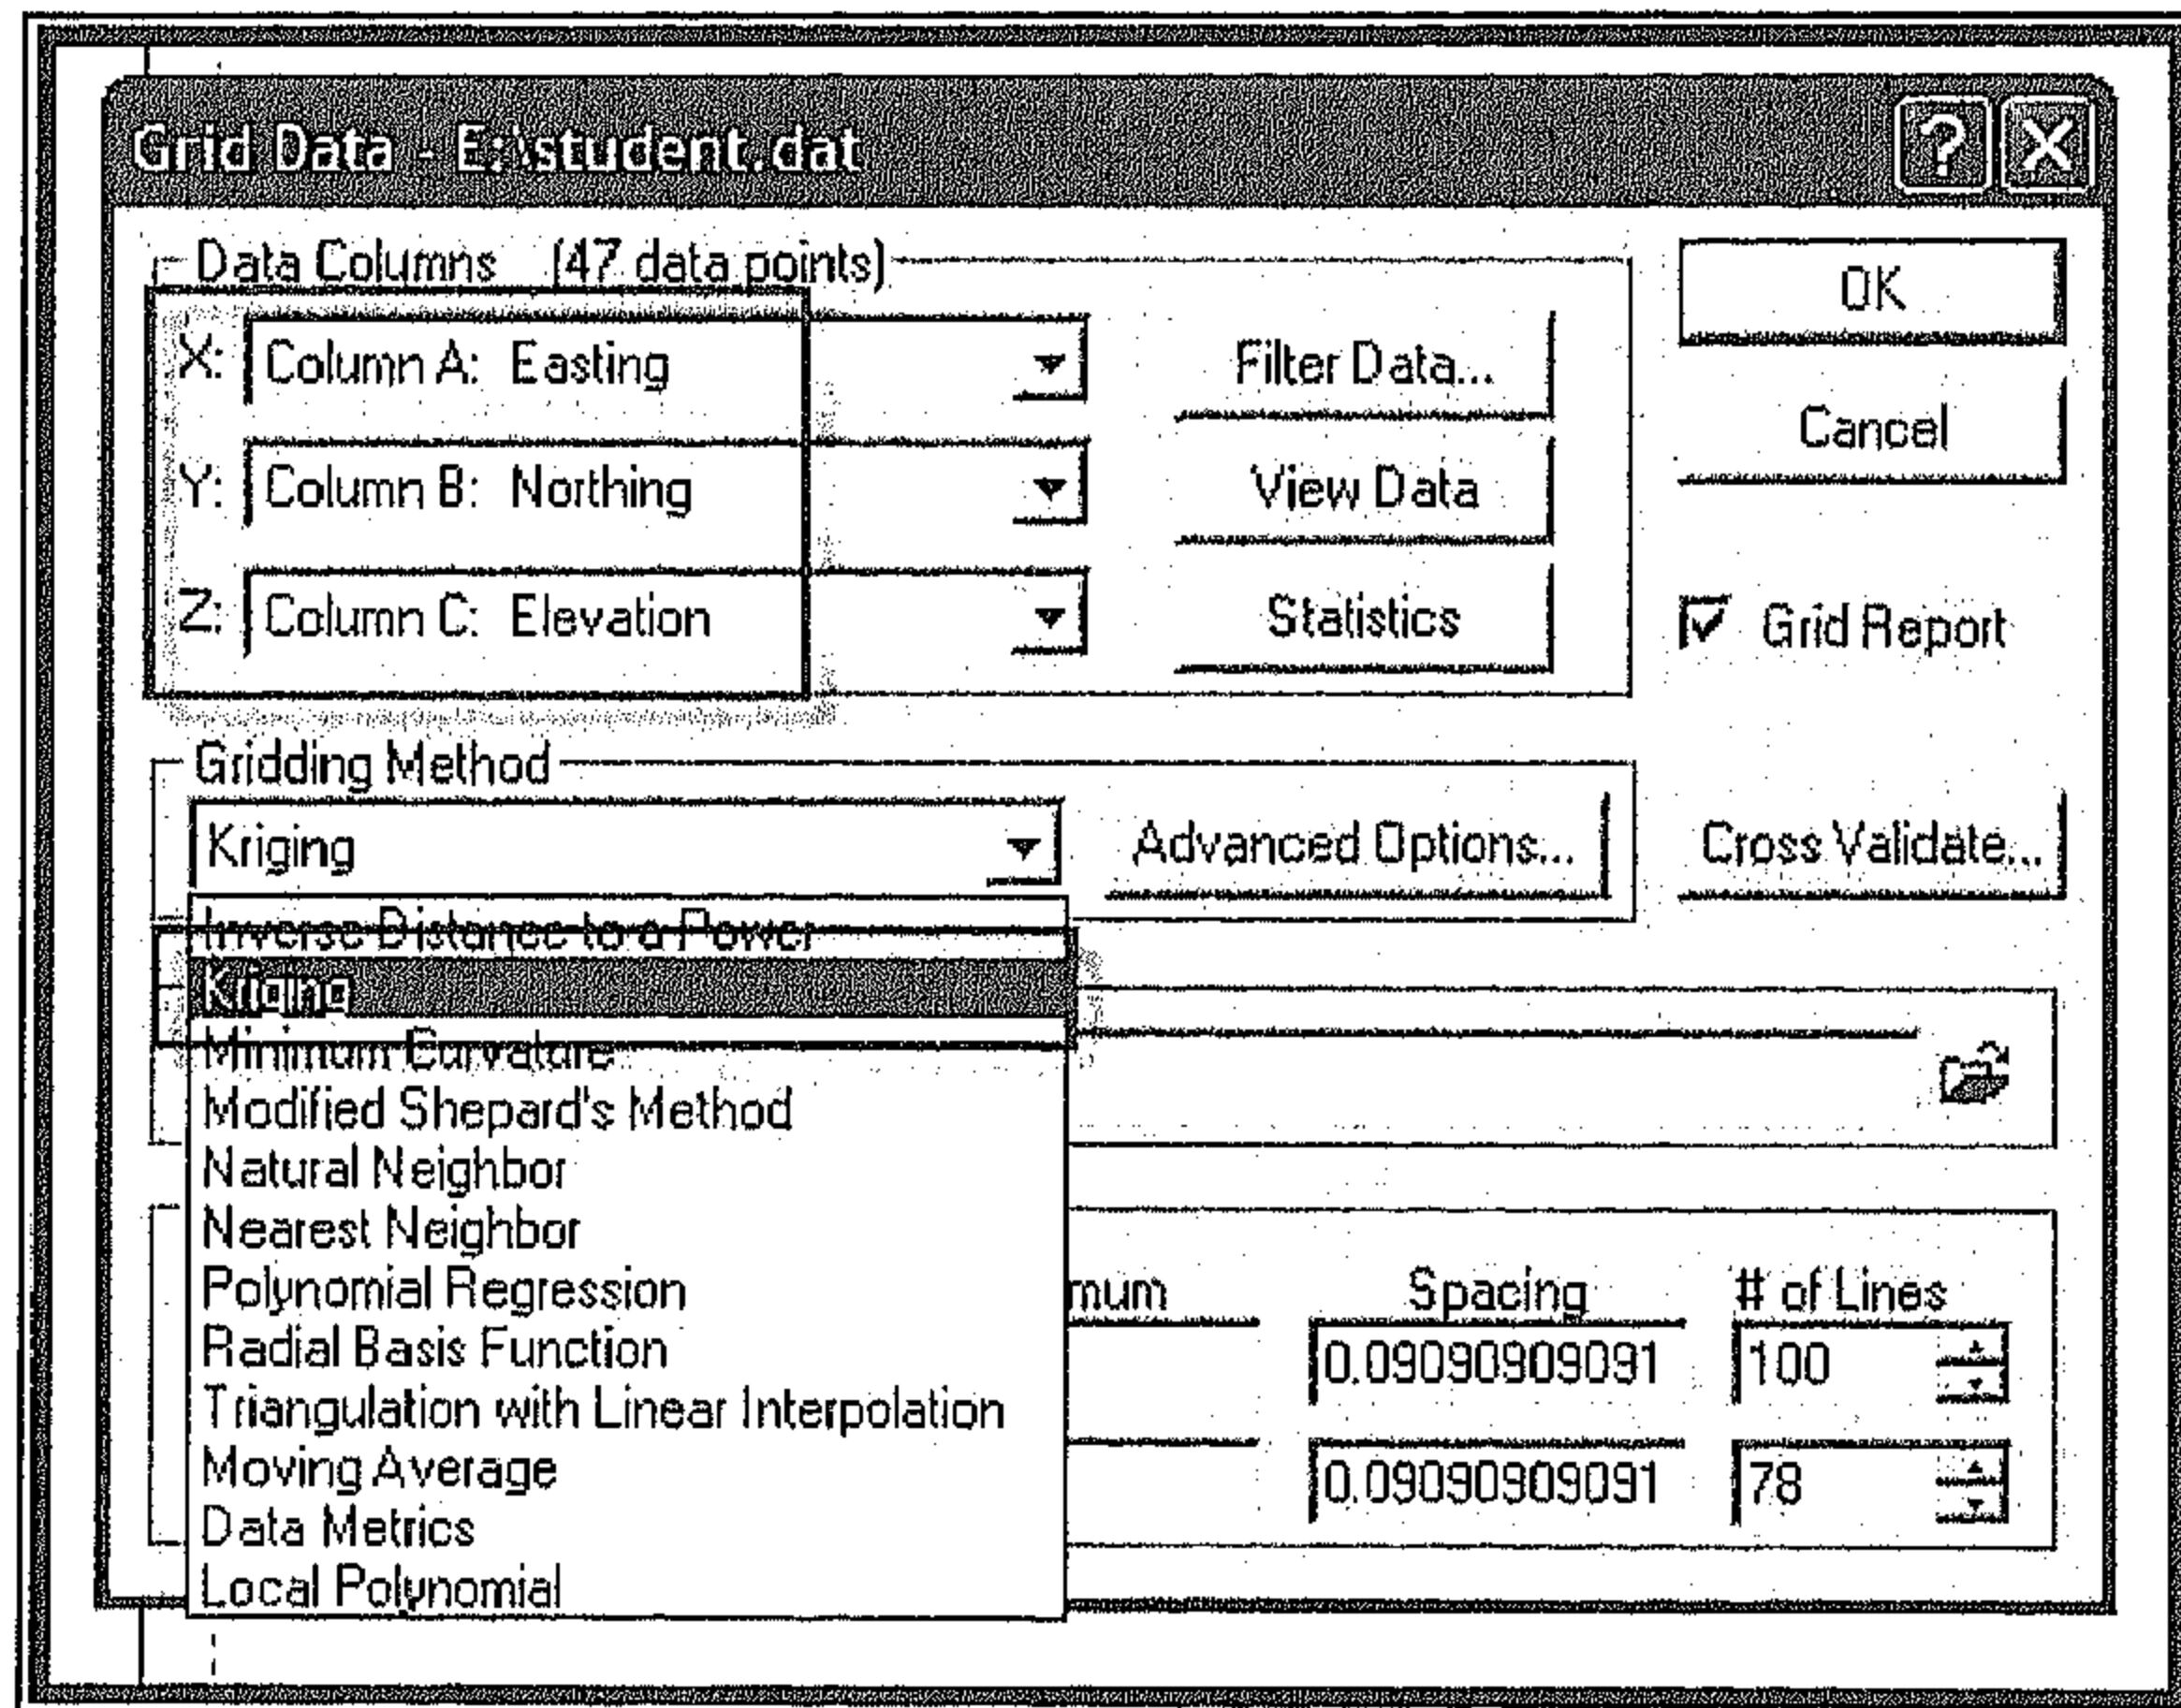 Grid Data - E:\student.dat
? X
Data Columns (47 data points)
X: Column A: Easting
Filter Data...
OK
Y: Column B: Northing
View Data
Cancel
Z: Column C: Elevation
Statistics
Grid Report
Gridding Method
Kriging
Advanced Options...
Cross Validate...
Inverse Distance to a Power
Kriging
Minimum Curvature
Modified Shepard's Method
Natural Neighbor
Nearest Neighbor
Polynomial Regression
Radial Basis Function
Triangulation with Linear Interpolation
Moving Average
Data Metrics
Local Polynomial
mum Spacing # of Lines
0.09090909091 100
0.09090909091 78